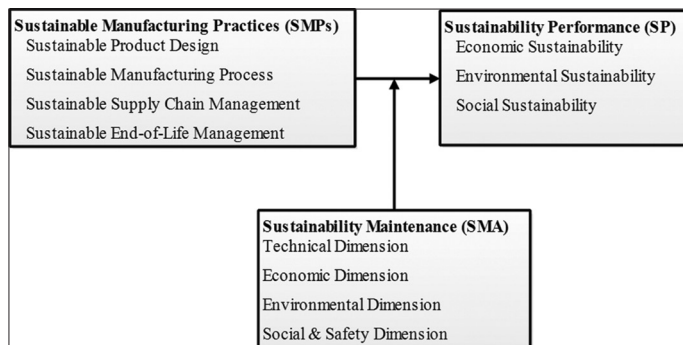 Sustainable Manufacturing Practices (SMPs)
Sustainable Product Design
Sustainable Manufacturing Process
Sustainable Supply Chain Management
Sustainable End-of-Life Management
Sustainability Performance (SP)
Economic Sustainability
Environmental Sustainability
Social Sustainability
Sustainability Maintenance (SMA)
Technical Dimension
Economic Dimension
Environmental Dimension
Social & Safety Dimension